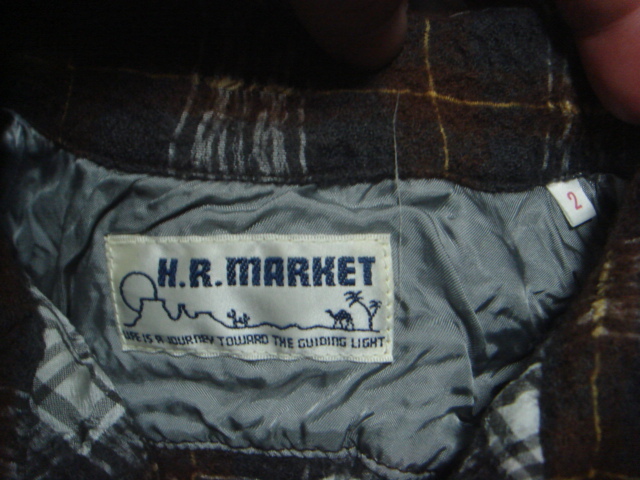 H.R.MARKET
LIFE IS A JOURNEY TOWARD THE GUIDING LIGHT
2